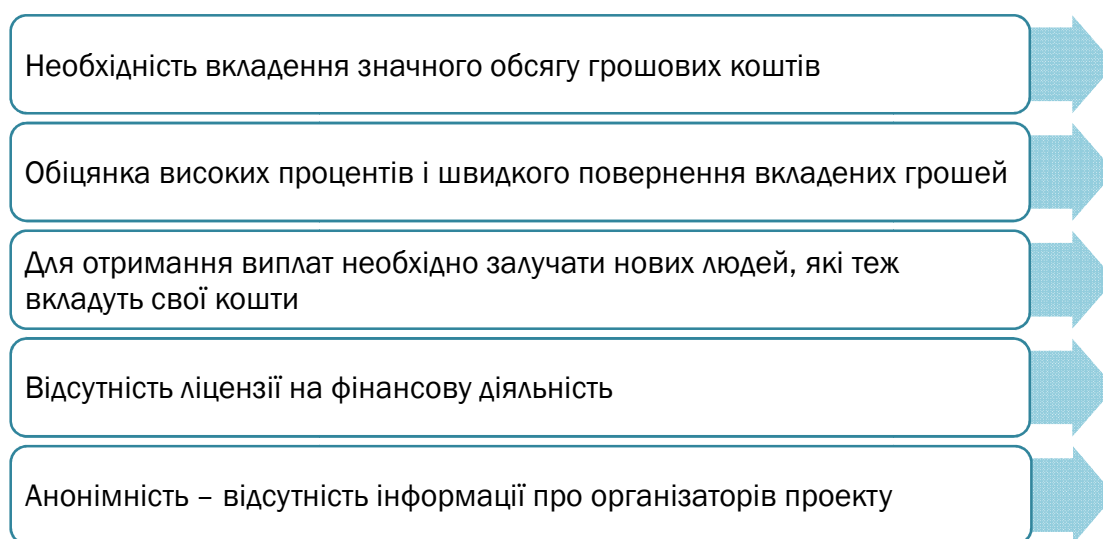 Необхідність вкладення значного обсягу грошових коштів
Обіцянка високих процентів і швидкого повернення вкладених грошей
Для отримання виплат необхідно залучати нових людей, які теж
вкладуть свої кошти
Відсутність ліцензії на фінансову діяльність
Анонімність – відсутність інформації про організаторів проекту